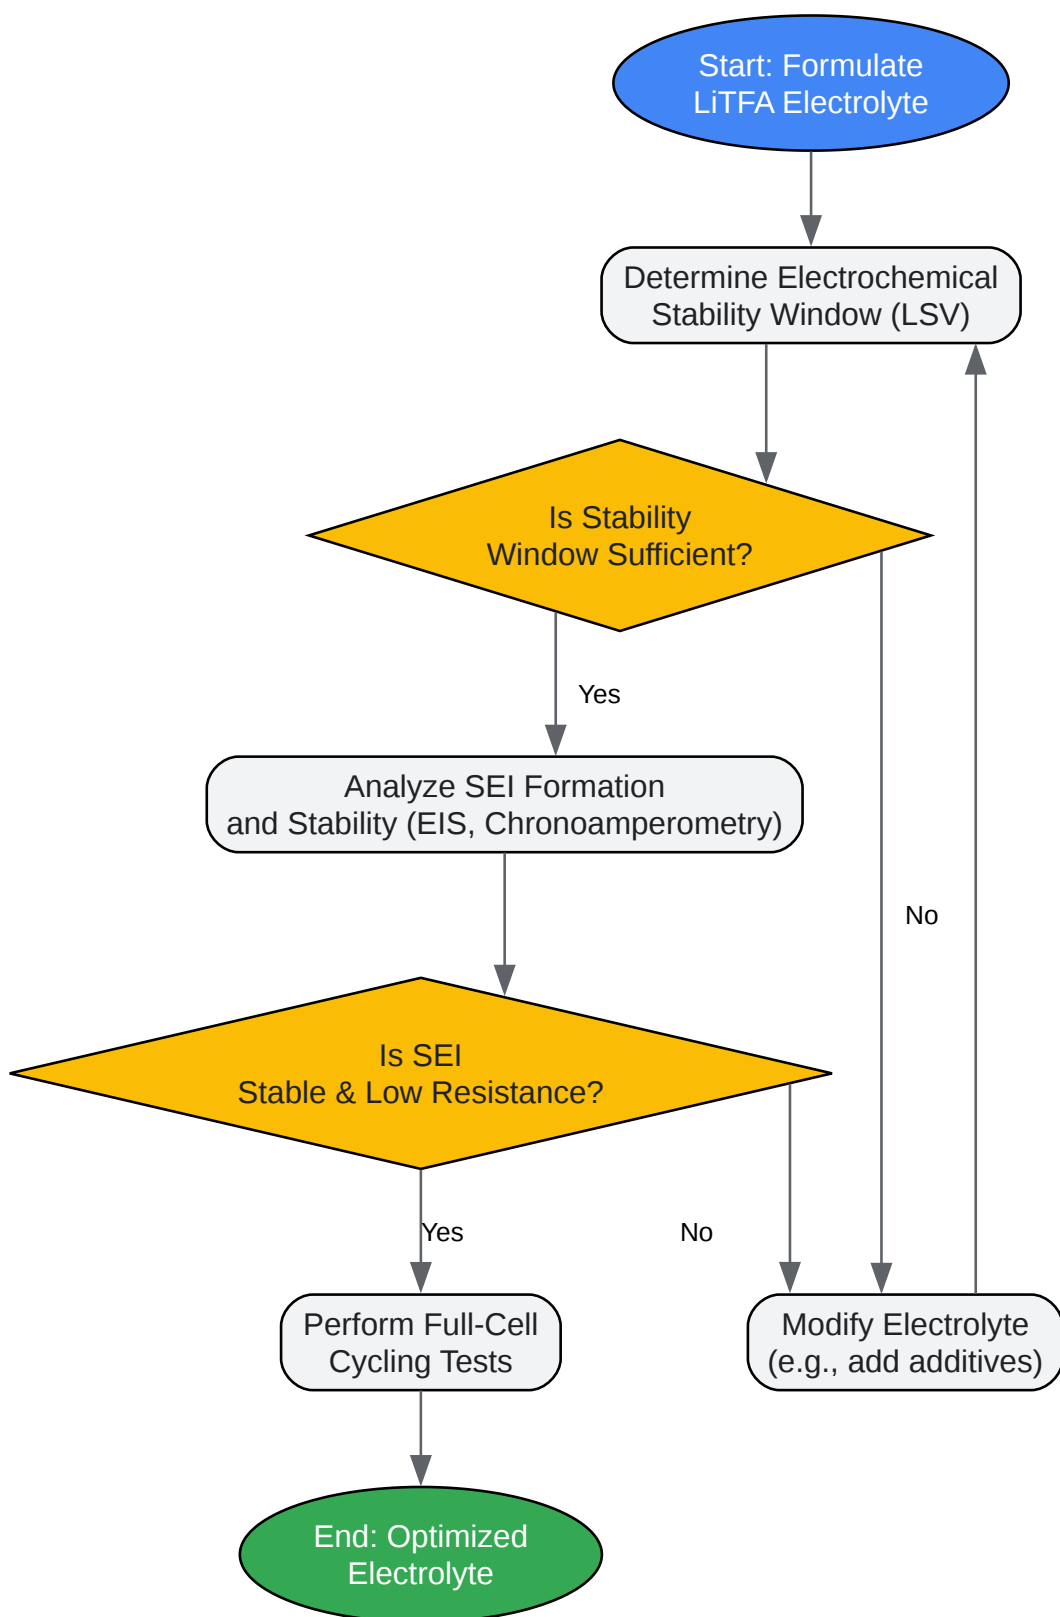 Start: Formulate
LiTFA Electrolyte
Determine Electrochemical
Stability Window (LSV)
Is Stability
Window Sufficient?
Yes
Analyze SEI Formation
and Stability (EIS, Chronoamperometry)
No
Is SEI
Stable & Low Resistance?
Yes
No
Perform Full-Cell
Cycling Tests
Modify Electrolyte
(e.g., add additives)
End: Optimized
Electrolyte